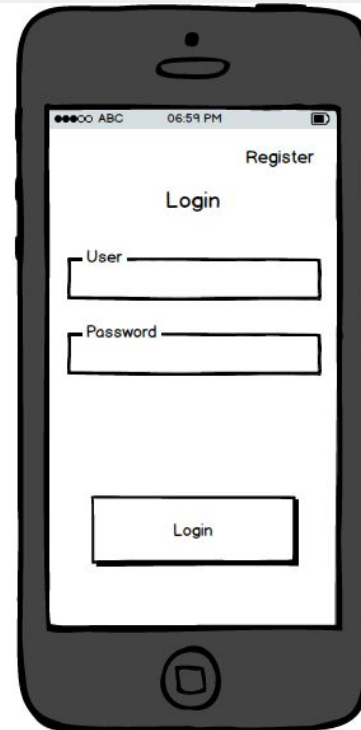 ABC 06:59 PM
Register
Login
User
Password
Login